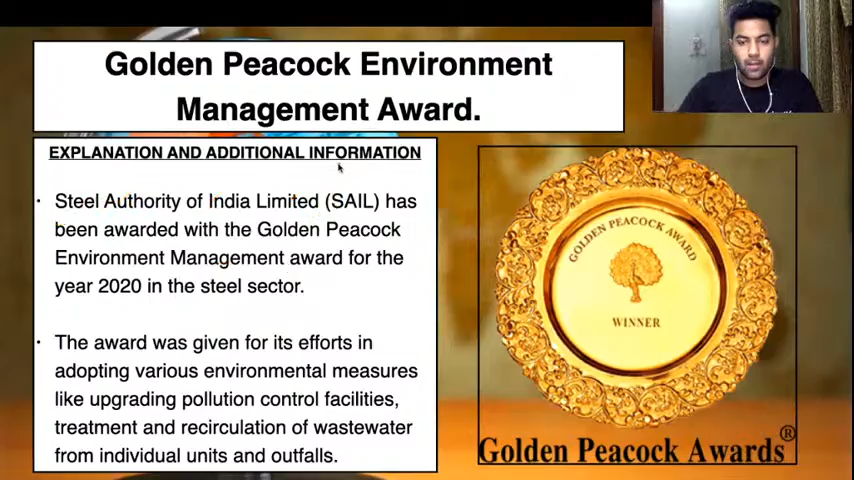 Golden Peacock Environment
Management Award.
EXPLANATION AND ADDITIONAL INFORMATION
• Steel Authority of India Limited (SAIL) has
been awarded with the Golden Peacock
Environment Management award for the
year 2020 in the steel sector.
• The award was given for its efforts in
adopting various environmental measures
like upgrading pollution control facilities,
treatment and recirculation of wastewater
from individual units and outfalls.
GOLDEN PEACOCK AWARD
WINNER
Golden Peacock Awards®